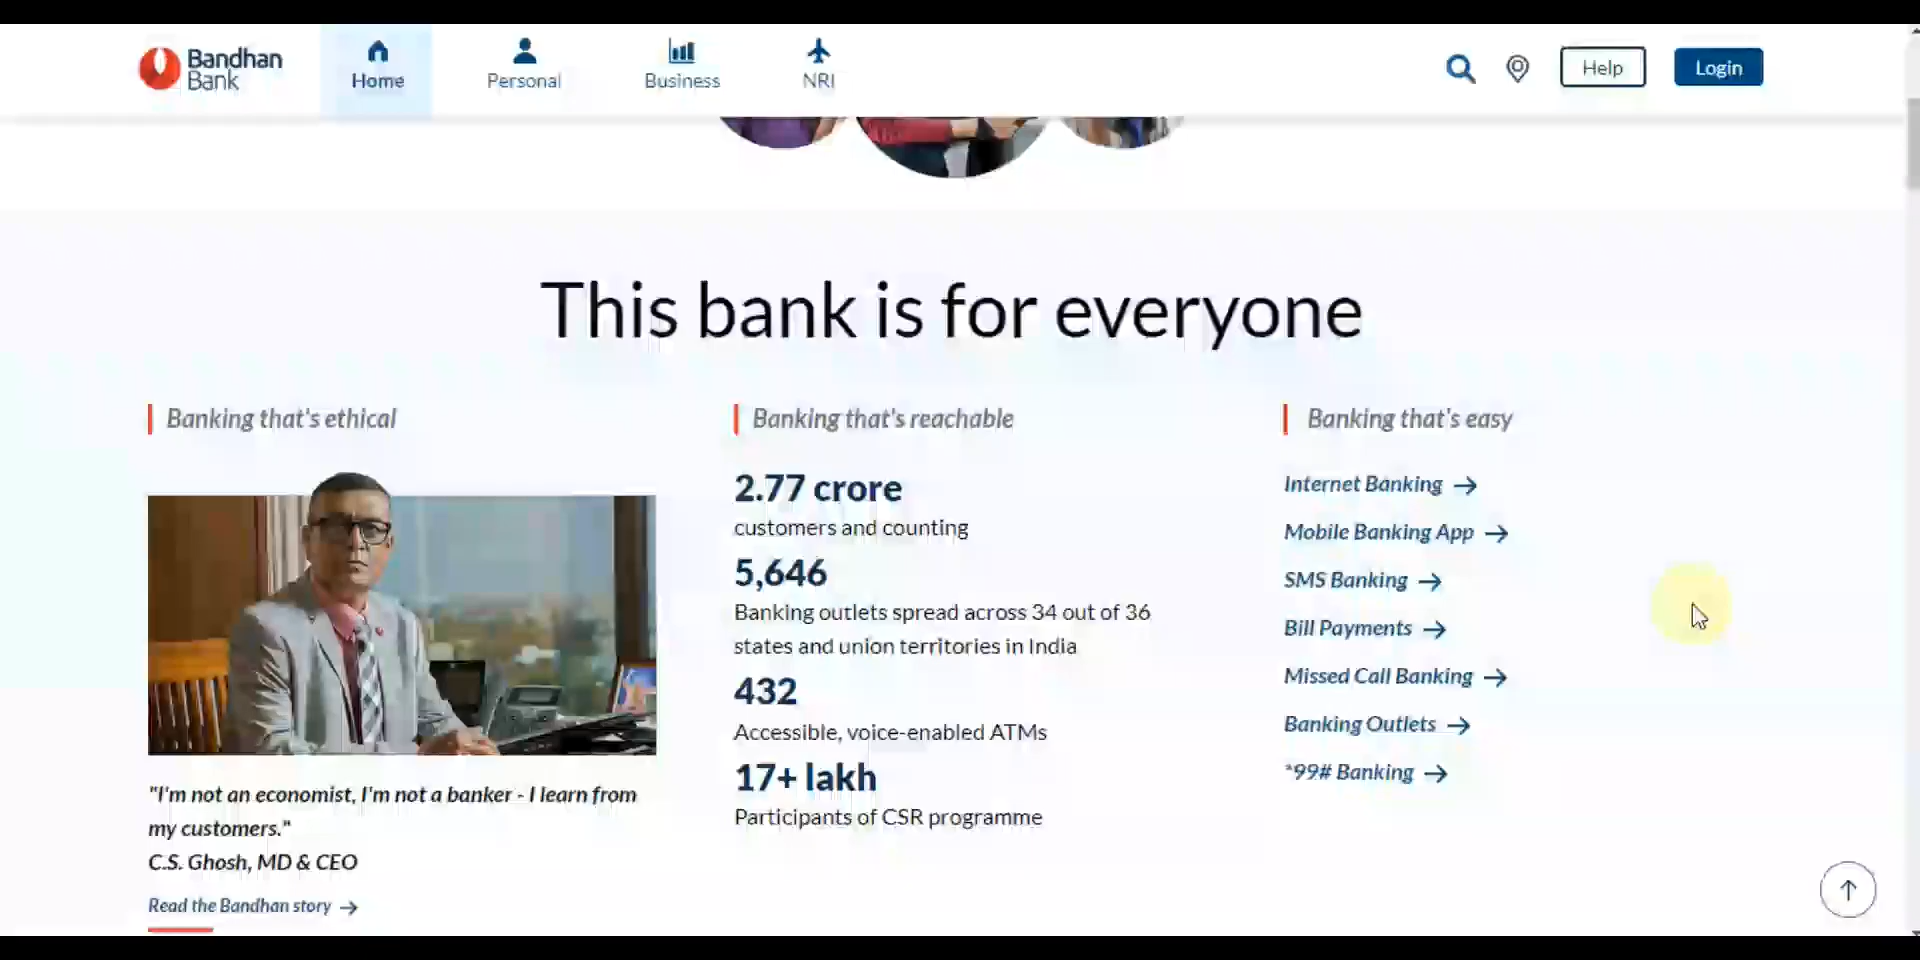 Bandhan
Bank
Home
Personal
Business
NRI
Help
Login
This bank is for everyone
Banking that's ethical
"I'm not an economist, I'm not a banker - I learn from
my customers."
C.S. Ghosh, MD & CEO
Read the Bandhan story
Banking that's reachable
2.77 crore
customers and counting
5,646
Banking outlets spread across 34 out of 36
states and union territories in India
432
Accessible, voice-enabled ATMs
17+ lakh
Participants of CSR programme
Banking that's easy
Internet Banking
Mobile Banking App
SMS Banking
Bill Payments
Missed Call Banking
Banking Outlets
*99# Banking